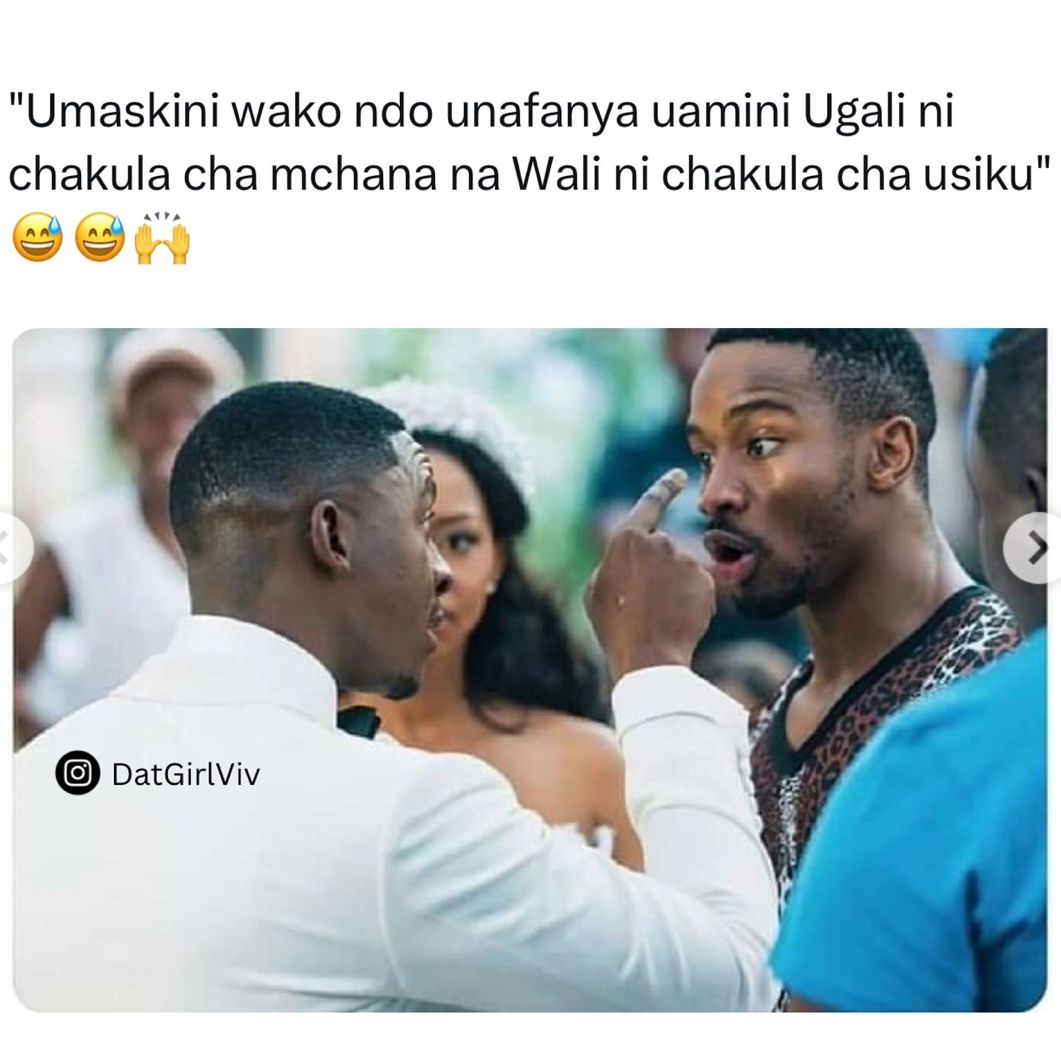 "Umaskini wako ndo unafanya uamini Ugali ni
chakula cha mchana na Wali ni chakula cha usiku"
😅😅🙌
DatGirlViv